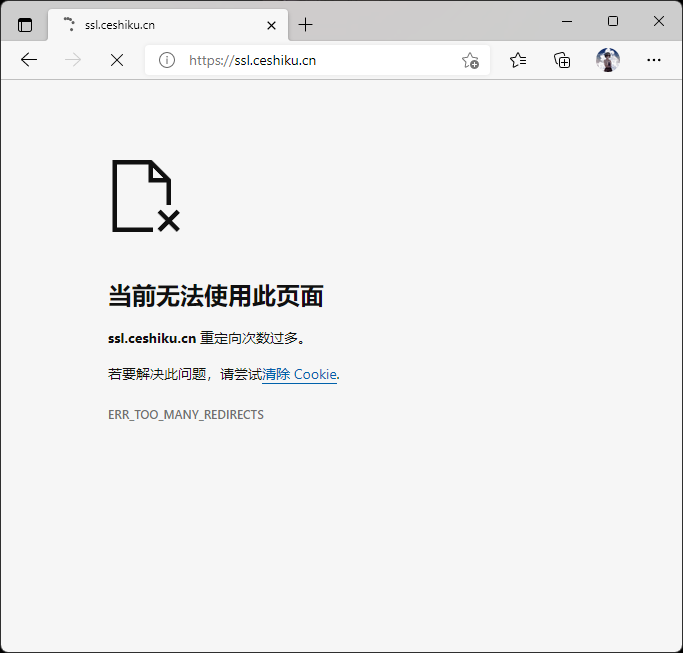 ssl.ceshiku.cn
https://ssl.ceshiku.cn
当前无法使用此页面
ssl.ceshiku.cn 重定向次数过多。
若要解决此问题，请尝试清除 Cookie.
ERR_TOO_MANY_REDIRECTS